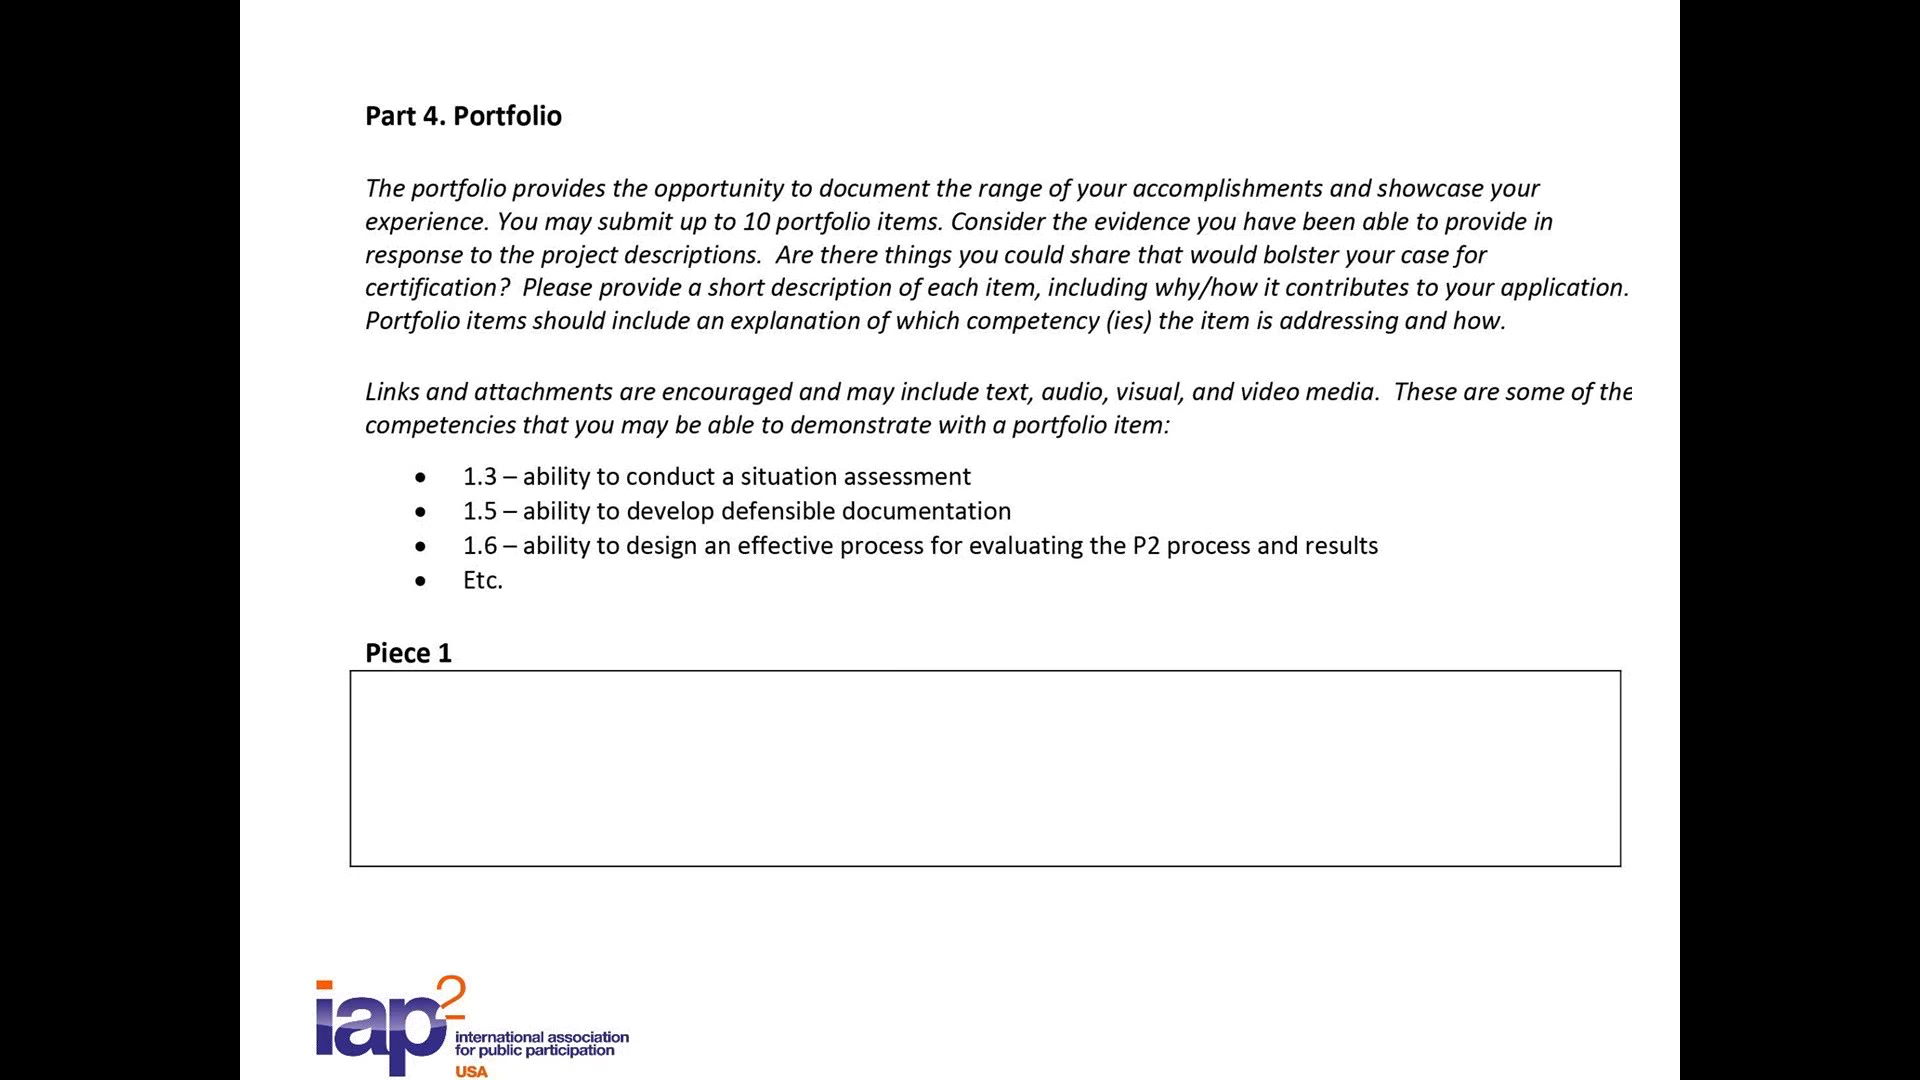 Part 4. Portfolio
The portfolio provides the opportunity to document the range of your accomplishments and showcase your
experience. You may submit up to 10 portfolio items. Consider the evidence you have been able to provide in
response to the project descriptions.  Are there things you could share that would bolster your case for
certification?  Please provide a short description of each item, including why/how it contributes to your application.
Portfolio items should include an explanation of which competency (ies) the item is addressing and how.
Links and attachments are encouraged and may include text, audio, visual, and video media.  These are some of the
competencies that you may be able to demonstrate with a portfolio item:
• 1.3 – ability to conduct a situation assessment
• 1.5 – ability to develop defensible documentation
• 1.6 – ability to design an effective process for evaluating the P2 process and results
• Etc.
Piece 1
iap2
international association
for public participation
USA